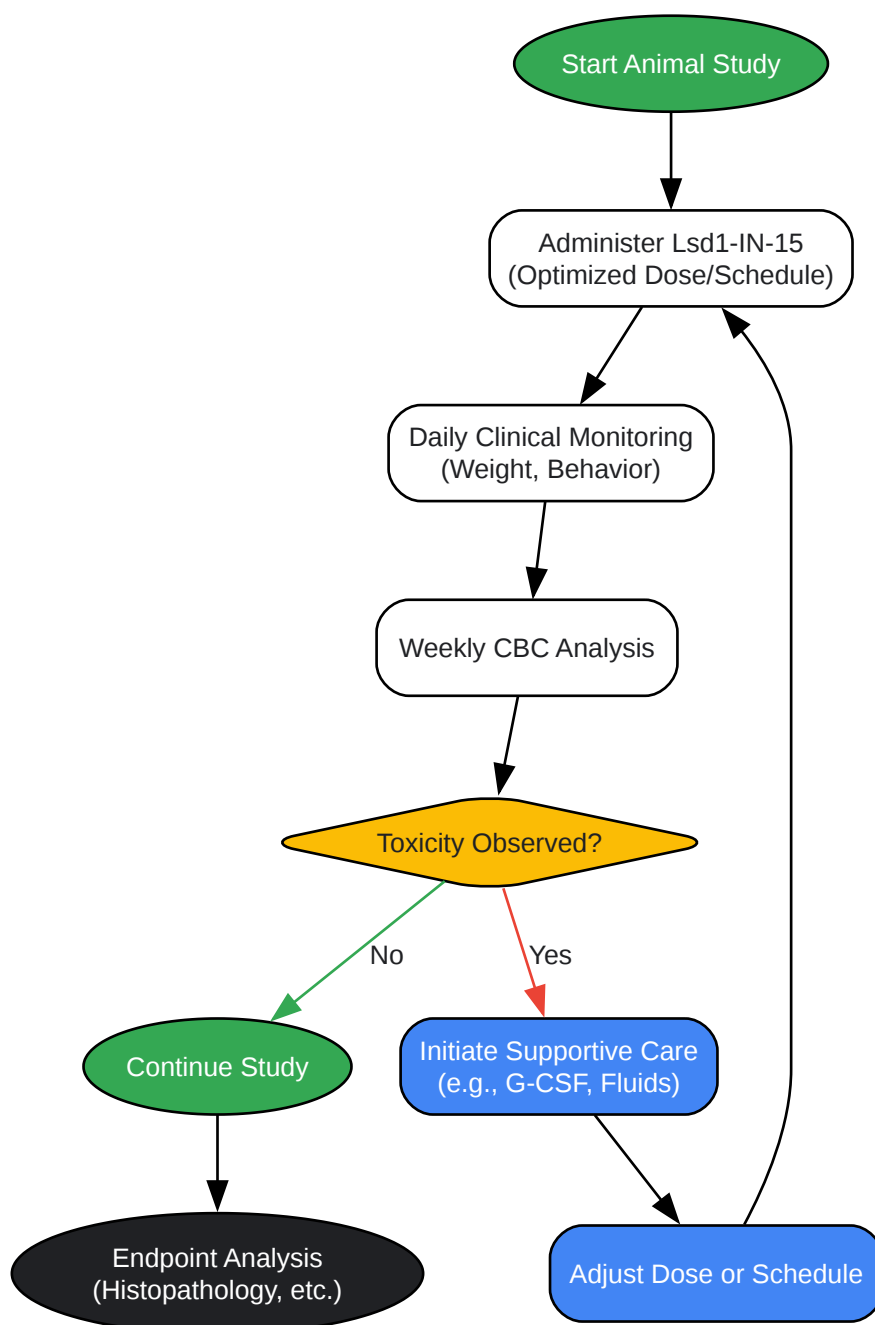 Start Animal Study
Administer Lsd1-IN-15
(Optimized Dose/Schedule)
Daily Clinical Monitoring
(Weight, Behavior)
Weekly CBC Analysis
Toxicity Observed?
No
Yes
Continue Study
Initiate Supportive Care
(e.g., G-CSF, Fluids)
Endpoint Analysis
(Histopathology, etc.)
Adjust Dose or Schedule